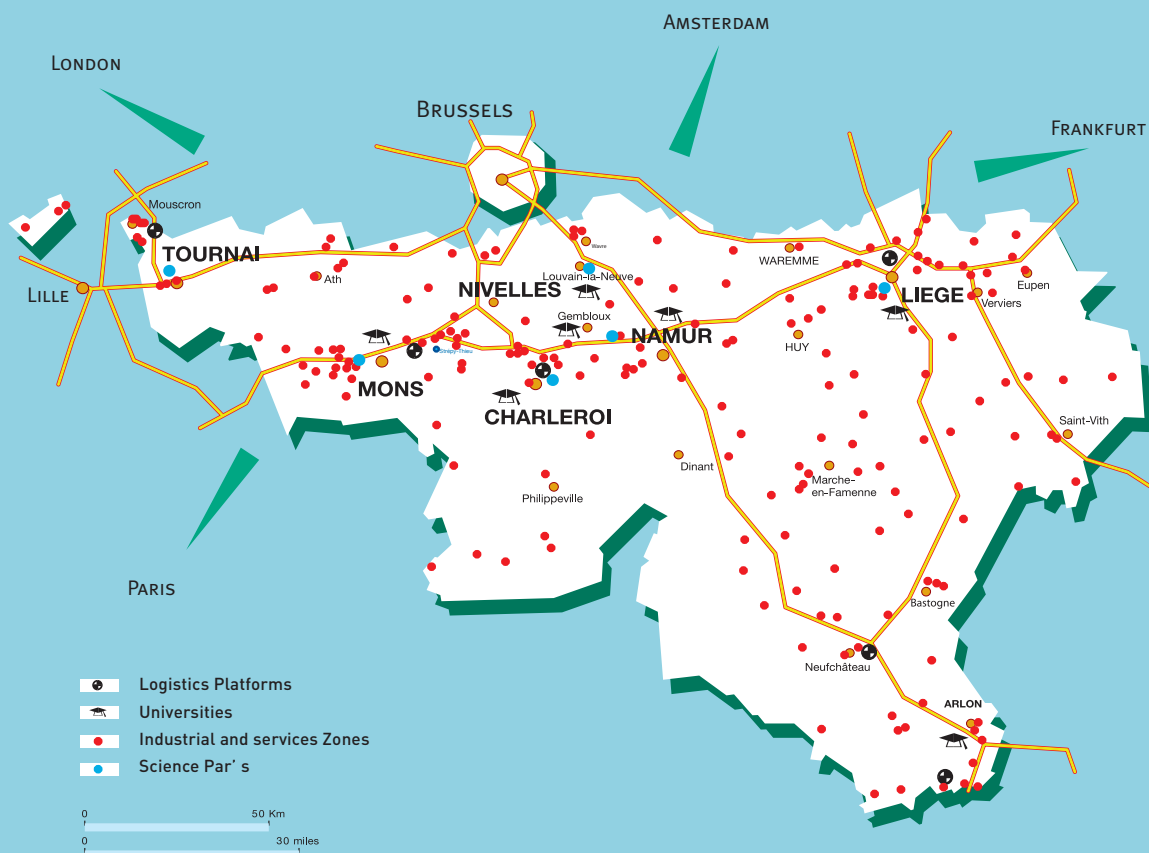 AMSTERDAM
LONDON
BRUSSELS
FRANKFURT
Mouscron
TOURNAI
Wavre
WAREMME
Louvain-la-Neuve
Ath
LILLE
NIVELLES
LIEGE
Eupen
Verviers
Gembloux
NAMUR
HUY
Strépy-Thieu
MONS
CHARLEROI
Saint-Vith
Dinant
Marche-
en-Famenne
Philippeville
PARIS
Bastogne
Neufchâteau
ARLON
Logistics Platforms
Universities
Industrial and services Zones
Science Par' s
0 50 Km
0 30 miles